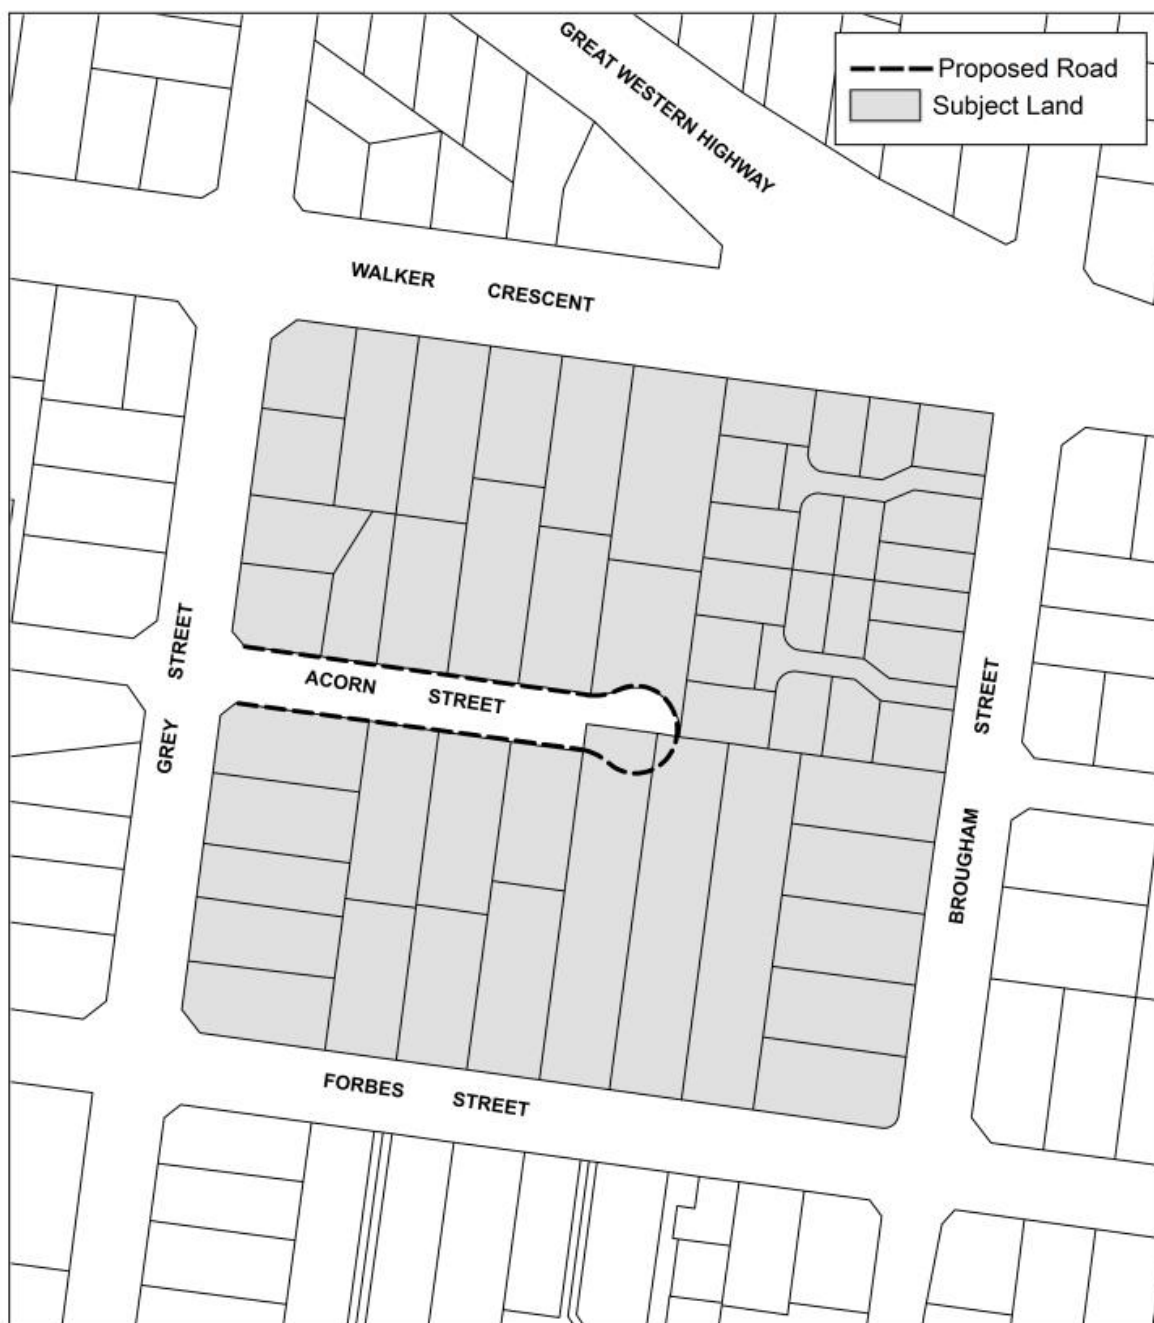 GREAT WESTERN HIGHWAY
Proposed Road
Subject Land
WALKER CRESCENT
GREY STREET
ACORN STREET
BROUGHAM STREET
FORBES STREET